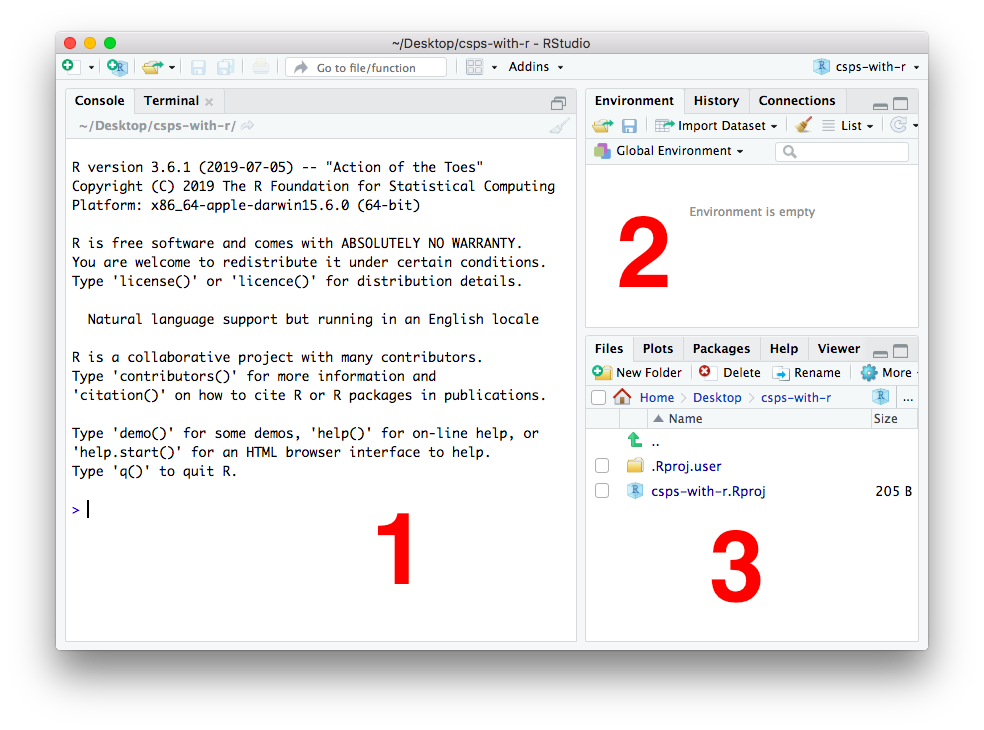 ~/Desktop/csps-with-r - RStudio
Go to file/function
Addins
csps-with-r
Console Terminal
~/Desktop/csps-with-r/
R version 3.6.1 (2019-07-05) -- "Action of the Toes"
Copyright (C) 2019 The R Foundation for Statistical Computing
Platform: x86_64-apple-darwin15.6.0 (64-bit)
R is free software and comes with ABSOLUTELY NO WARRANTY.
You are welcome to redistribute it under certain conditions.
Type 'license()' or 'licence()' for distribution details.
Natural language support but running in an English locale
R is a collaborative project with many contributors.
Type 'contributors()' for more information and
'citation()' on how to cite R or R packages in publications.
Type 'demo()' for some demos, 'help()' for on-line help, or
'help.start()' for an HTML browser interface to help.
Type 'q()' to quit R.
>
1
Environment History Connections
Import Dataset List
Global Environment
Environment is empty
2
Files Plots Packages Help Viewer
New Folder Delete Rename More
Home Desktop csps-with-r R ...
Name Size
..
.Rproj.user
csps-with-r.Rproj 205 B
3